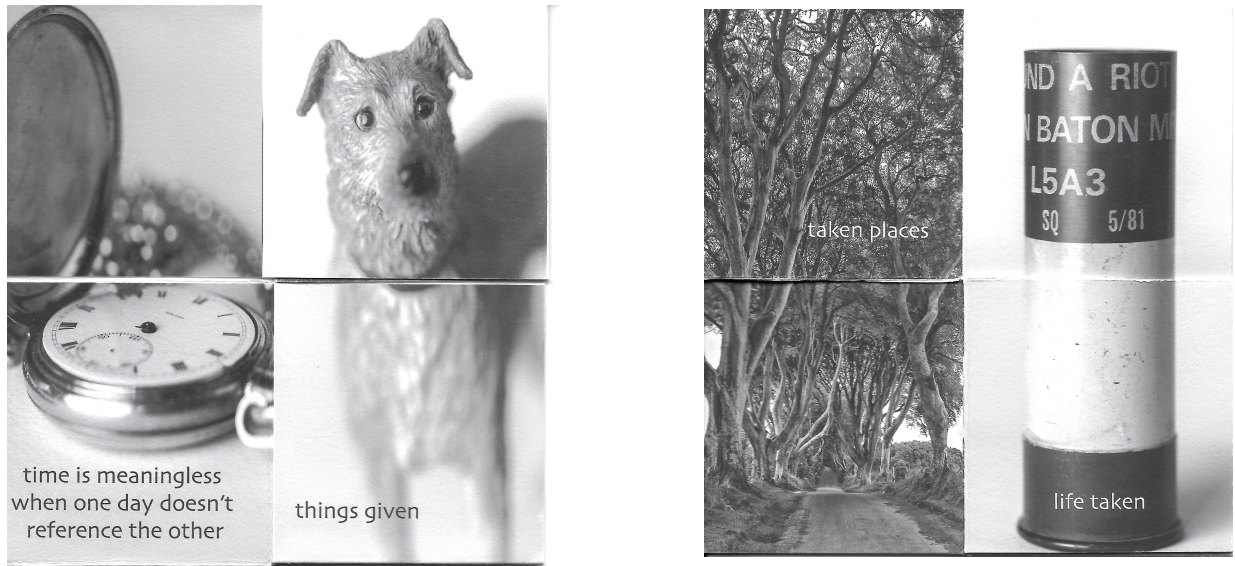 time is meaningless
when one day doesn't
reference the other
things given
taken places
ND A RIOT
BATON M
L5A3
SQ 5/81
life taken